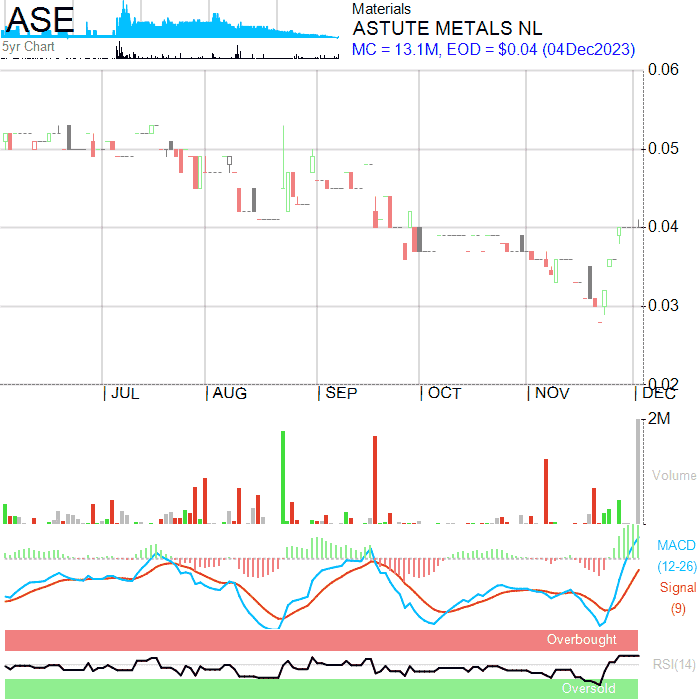 ASE
5yr Chart
Materials
ASTUTE METALS NL
MC = 13.1M, EOD = $0.04 (04Dec2023)
0.06
0.05
0.04
0.03
0.02
JUL AUG SEP OCT NOV DEC
2M
Volume
MACD
(12-26)
Signal
(9)
Overbought
RSI(14)
Oversold